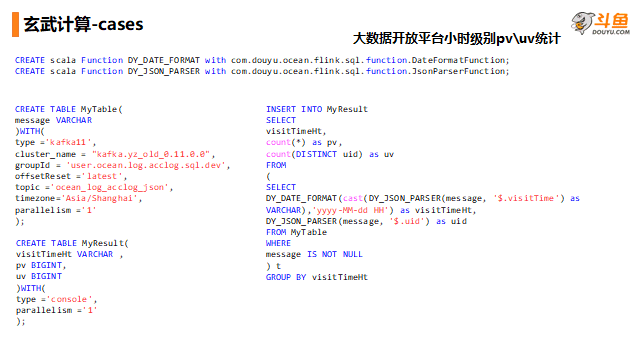 玄武计算-cases
斗鱼
DOUYU.COM
大数据开放平台小时级别pv\uv统计
CREATE scala Function DY_DATE_FORMAT with com.douyu.ocean.flink.sql.function.DateFormatFunction;
CREATE scala Function DY_JSON_PARSER with com.douyu.ocean.flink.sql.function.JsonParserFunction;
CREATE TABLE MyTable(
message VARCHAR
)WITH(
type ='kafka11',
cluster_name = "kafka.yz_old_0.11.0.0",
groupId = 'user.ocean.log.acclog.sql.dev',
offsetReset ='latest',
topic ='ocean_log_acclog_json',
timezone='Asia/Shanghai',
parallelism ='1'
);
CREATE TABLE MyResult(
visitTimeHt VARCHAR ,
pv BIGINT,
uv BIGINT
)WITH(
type ='console',
parallelism ='1'
);
INSERT INTO MyResult
SELECT
visitTimeHt,
count(*) as pv,
count(DISTINCT uid) as uv
FROM
(
SELECT
DY_DATE_FORMAT(cast(DY_JSON_PARSER(message, '$.visitTime') as
VARCHAR),'yyyy-MM-dd HH') as visitTimeHt,
DY_JSON_PARSER(message, '$.uid') as uid
FROM MyTable
WHERE
message IS NOT NULL
) t
GROUP BY visitTimeHt